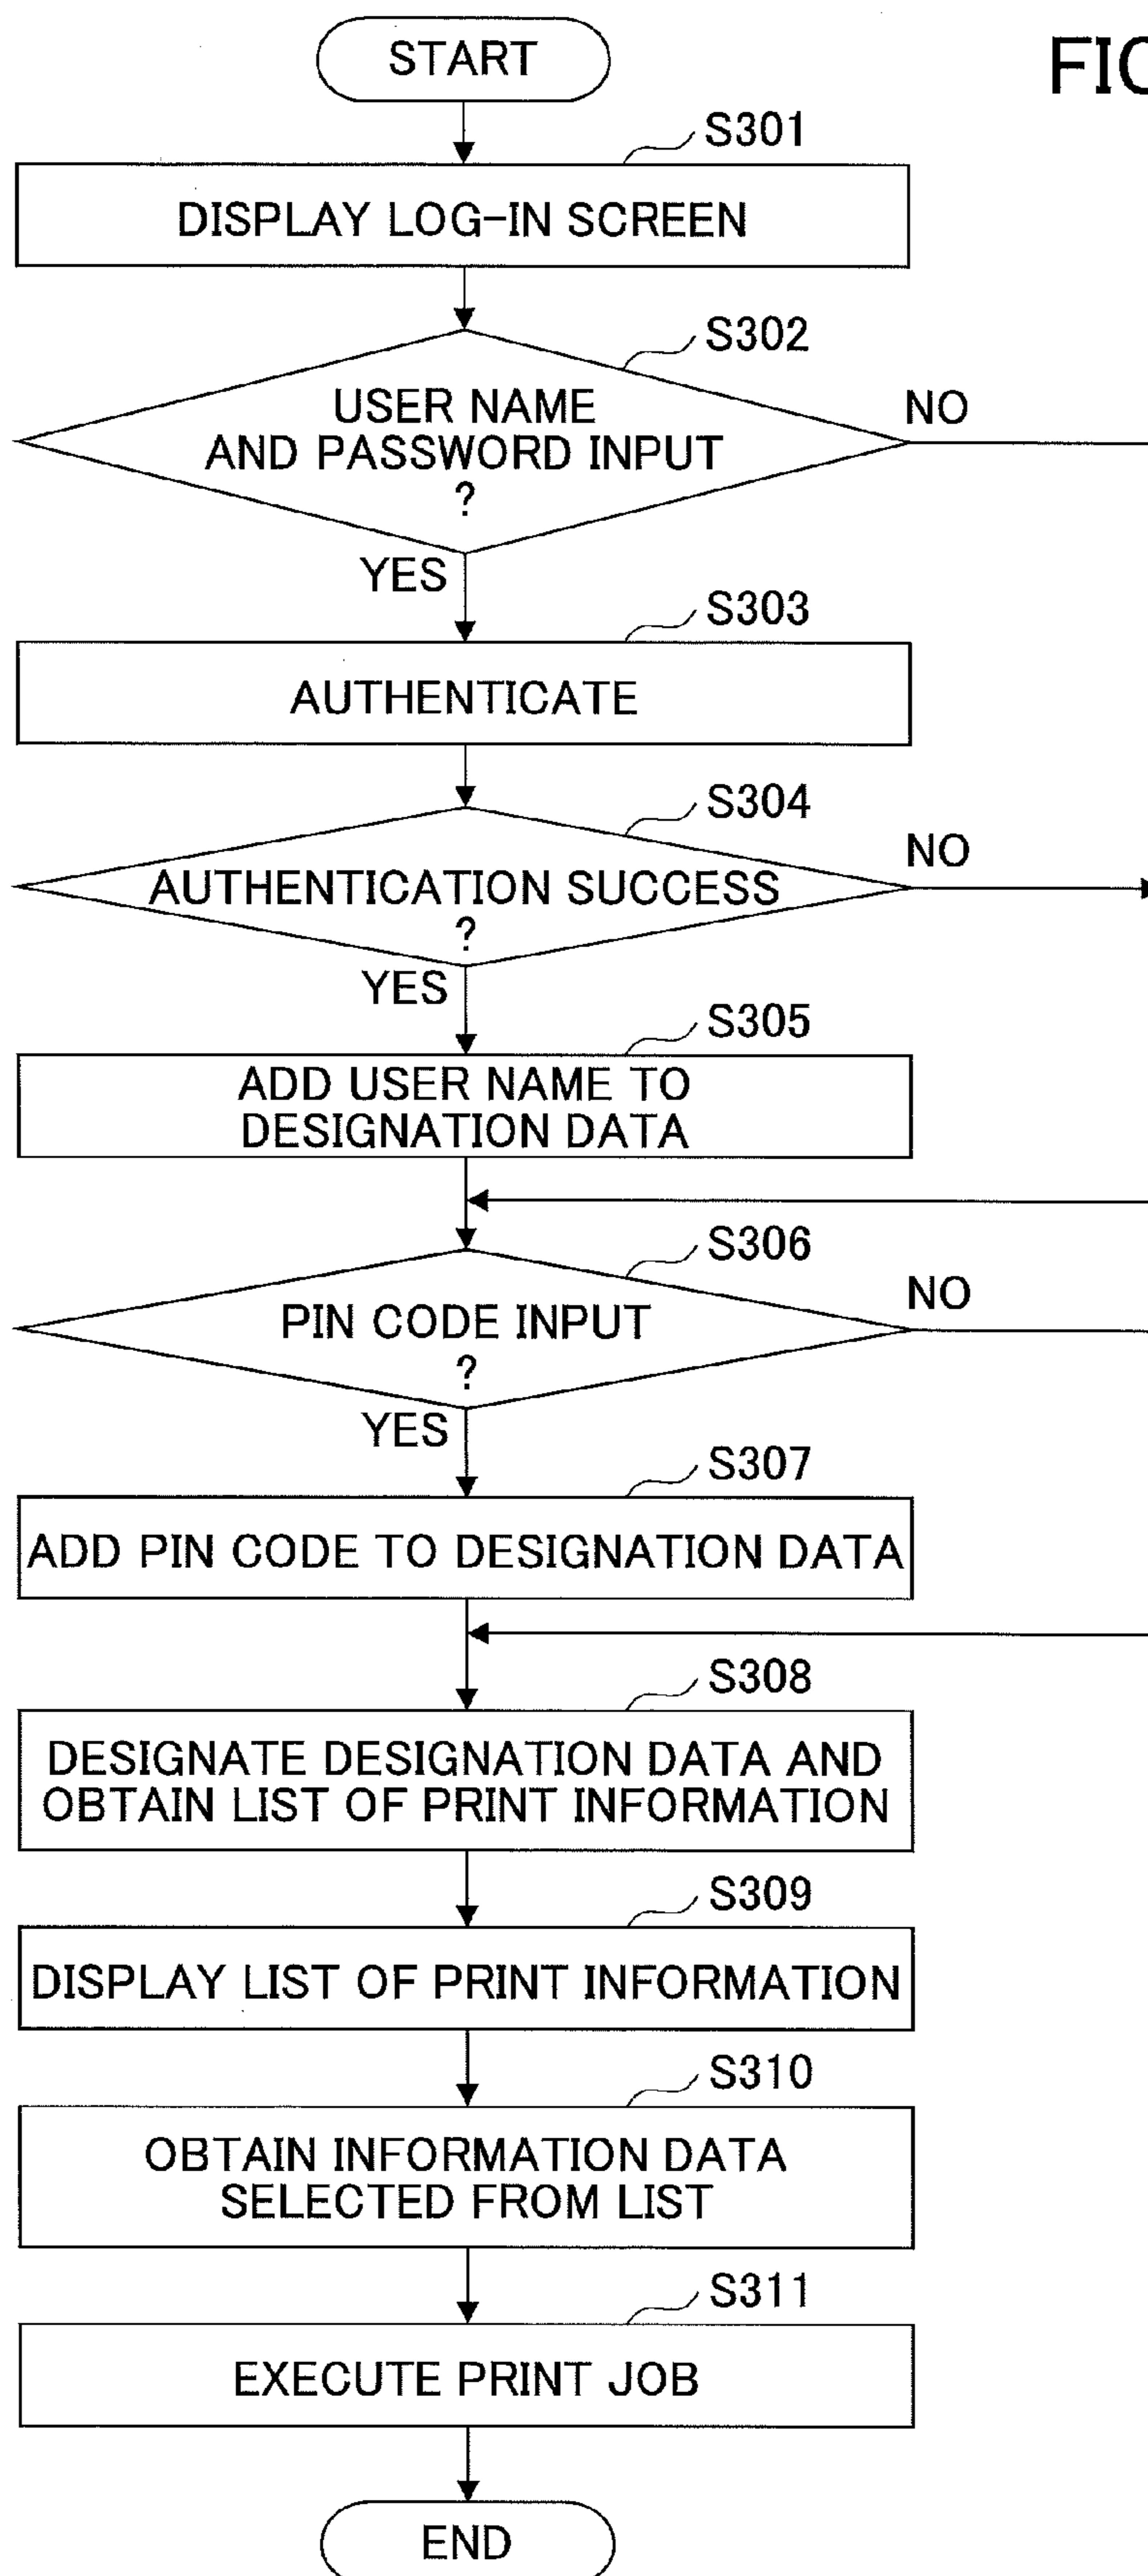 START
FIG
S301
DISPLAY LOG-IN SCREEN
S302
USER NAME
AND PASSWORD INPUT
?
NO
YES
S303
AUTHENTICATE
S304
AUTHENTICATION SUCCESS
?
NO
YES
S305
ADD USER NAME TO
DESIGNATION DATA
S306
PIN CODE INPUT
?
NO
YES
S307
ADD PIN CODE TO DESIGNATION DATA
S308
DESIGNATE DESIGNATION DATA AND
OBTAIN LIST OF PRINT INFORMATION
S309
DISPLAY LIST OF PRINT INFORMATION
S310
OBTAIN INFORMATION DATA
SELECTED FROM LIST
S311
EXECUTE PRINT JOB
END